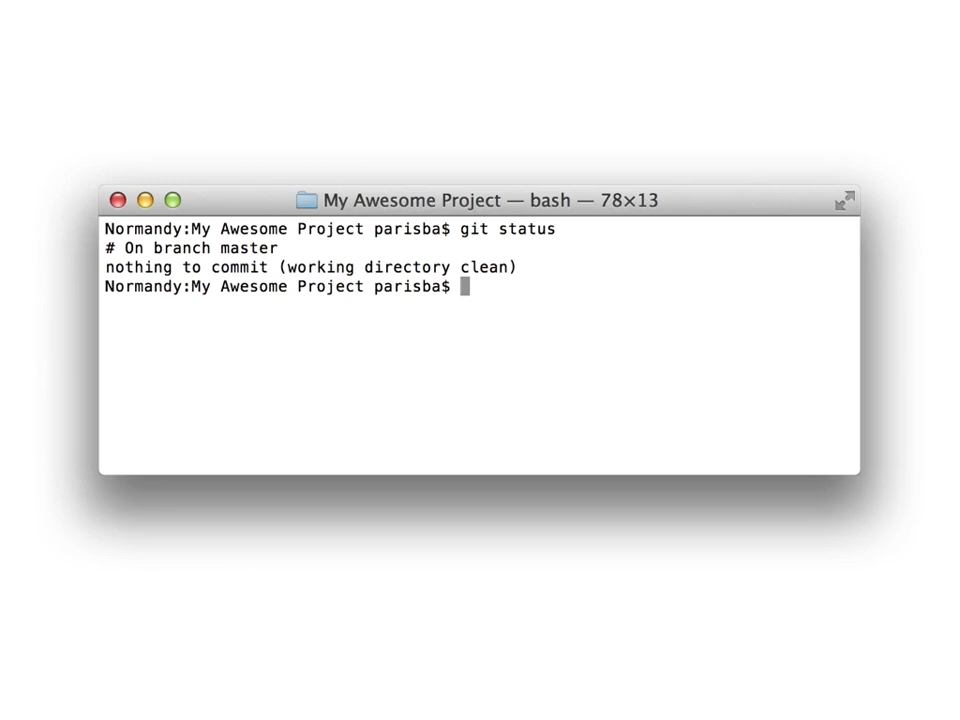 My Awesome Project — bash — 78×13
Normandy:My Awesome Project parisba$ git status
# On branch master
nothing to commit (working directory clean)
Normandy:My Awesome Project parisba$